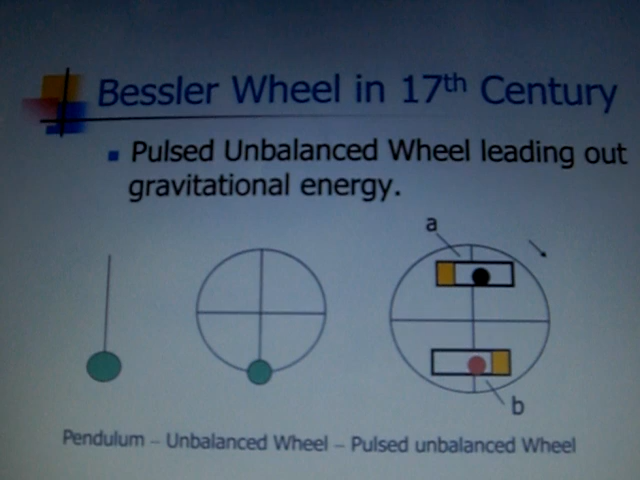 Bessler Wheel in 17th Century
Pulsed Unbalanced Wheel leading out
gravitational energy.
a
b
Pendulum – Unbalanced Wheel – Pulsed unbalanced Wheel